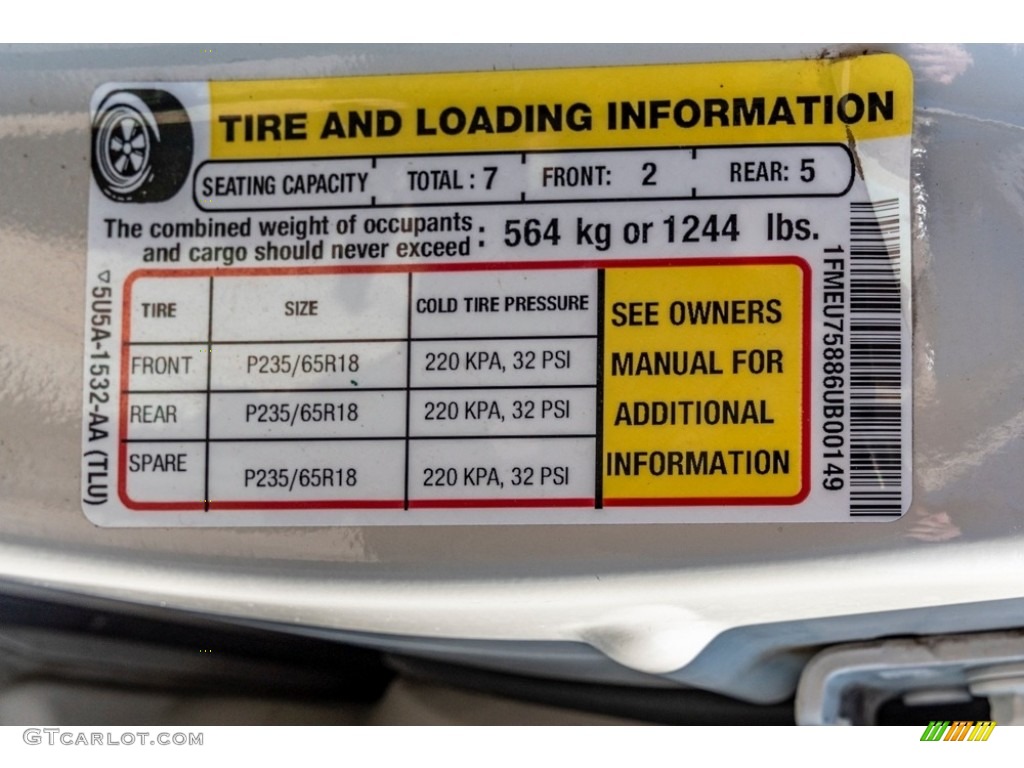 TIRE AND LOADING INFORMATION
SEATING CAPACITY TOTAL : 7 FRONT: 2 REAR: 5
The combined weight of occupants
and cargo should never exceed : 564 kg or 1244 lbs.
TIRE SIZE COLD TIRE PRESSURE
FRONT P235/65R18 220 KPA, 32 PSI
REAR P235/65R18 220 KPA, 32 PSI
SPARE P235/65R18 220 KPA, 32 PSI
SEE OWNERS
MANUAL FOR
ADDITIONAL
INFORMATION
5U5A-1532-AA (TLU)
1FMEU75886UB00149
GTCarlot.com